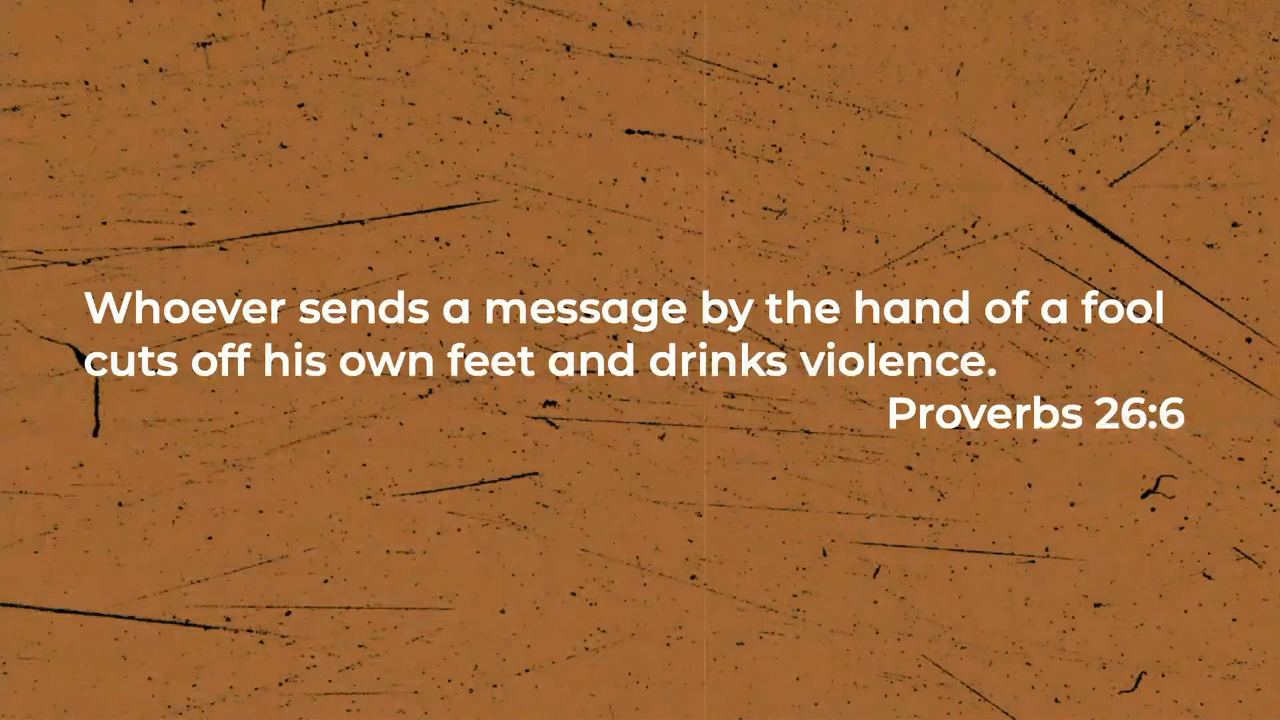 Whoever sends a message by the hand of a fool
cuts off his own feet and drinks violence.
Proverbs 26:6